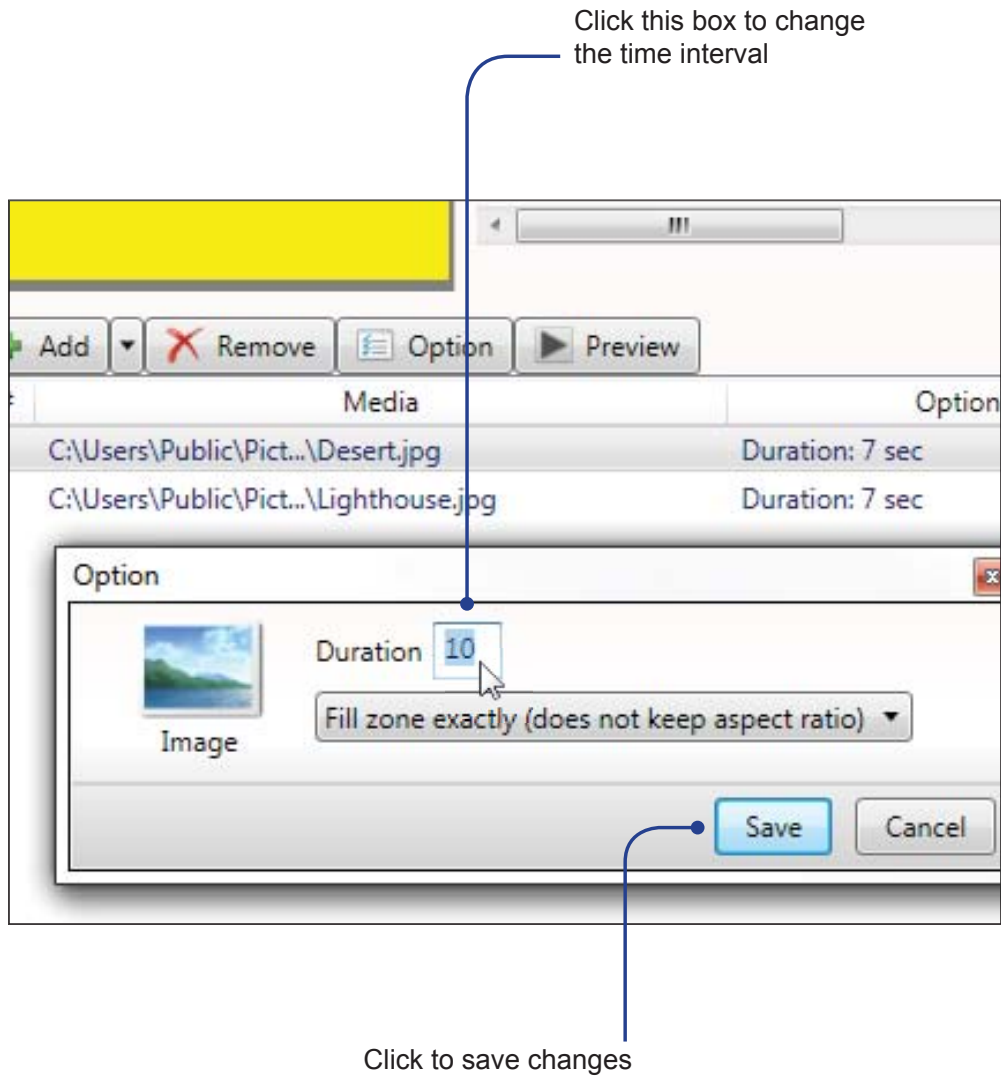 Click this box to change
the time interval
Add Remove Option Preview
Media Option
C:\Users\Public\Pict...\Desert.jpg Duration: 7 sec
C:\Users\Public\Pict...\Lighthouse.jpg Duration: 7 sec
Option
Duration 10
Fill zone exactly (does not keep aspect ratio)
Image
Save Cancel
Click to save changes